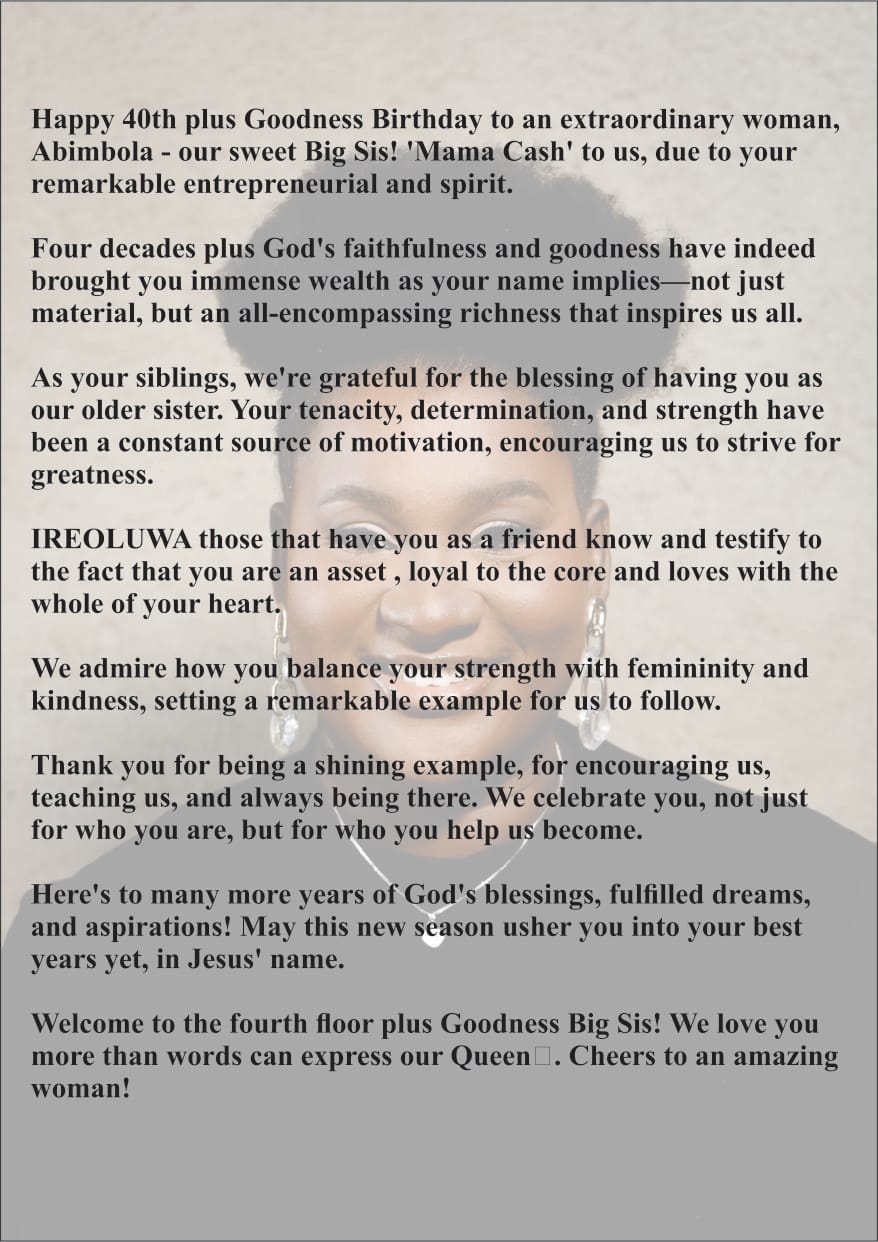 Happy 40th plus Goodness Birthday to an extraordinary woman,
Abimbola - our sweet Big Sis! 'Mama Cash' to us, due to your
remarkable entrepreneurial and spirit.
Four decades plus God's faithfulness and goodness have indeed
brought you immense wealth as your name implies—not just
material, but an all-encompassing richness that inspires us all.
As your siblings, we're grateful for the blessing of having you as
our older sister. Your tenacity, determination, and strength have
been a constant source of motivation, encouraging us to strive for
greatness.
IREOLUWA those that have you as a friend know and testify to
the fact that you are an asset , loyal to the core and loves with the
whole of your heart.
We admire how you balance your strength with femininity and
kindness, setting a remarkable example for us to follow.
Thank you for being a shining example, for encouraging us,
teaching us, and always being there. We celebrate you, not just
for who you are, but for who you help us become.
Here's to many more years of God's blessings, fulfilled dreams,
and aspirations! May this new season usher you into your best
years yet, in Jesus' name.
Welcome to the fourth floor plus Goodness Big Sis! We love you
more than words can express our Queen□. Cheers to an amazing
woman!